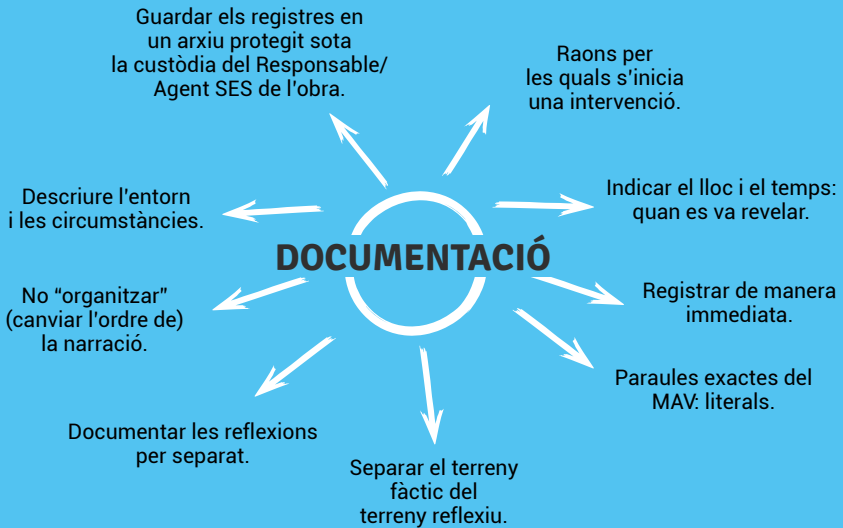 Guardar els registres en
un arxiu protegit sota
la custòdia del Responsable/
Agent SES de l'obra.
Raons per
les quals s'inicia
una intervenció.
Descriure l'entorn
i les circumstàncies.
Indicar el lloc i el temps:
quan es va revelar.
DOCUMENTACIÓ
No “organitzar”
(canviar l'ordre de)
la narració.
Registrar de manera
immediata.
Paraules exactes del
MAV: literals.
Documentar les reflexions
per separat.
Separar el terreny
fàctic del
terreny reflexiu.